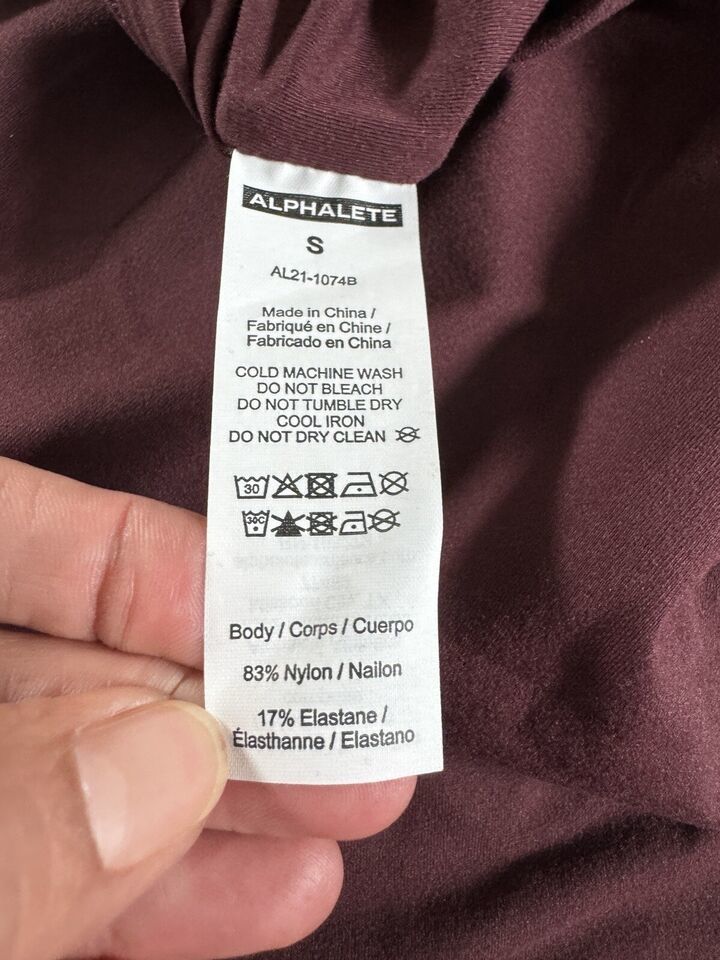 ALPHALETE
S
AL21-1074B
Made in China /
Fabriqué en Chine /
Fabricado en China
COLD MACHINE WASH
DO NOT BLEACH
DO NOT TUMBLE DRY
COOL IRON
DO NOT DRY CLEAN
30
30C
Body / Corps / Cuerpo
83% Nylon / Nailon
17% Elastane /
Élasthanne / Elastano